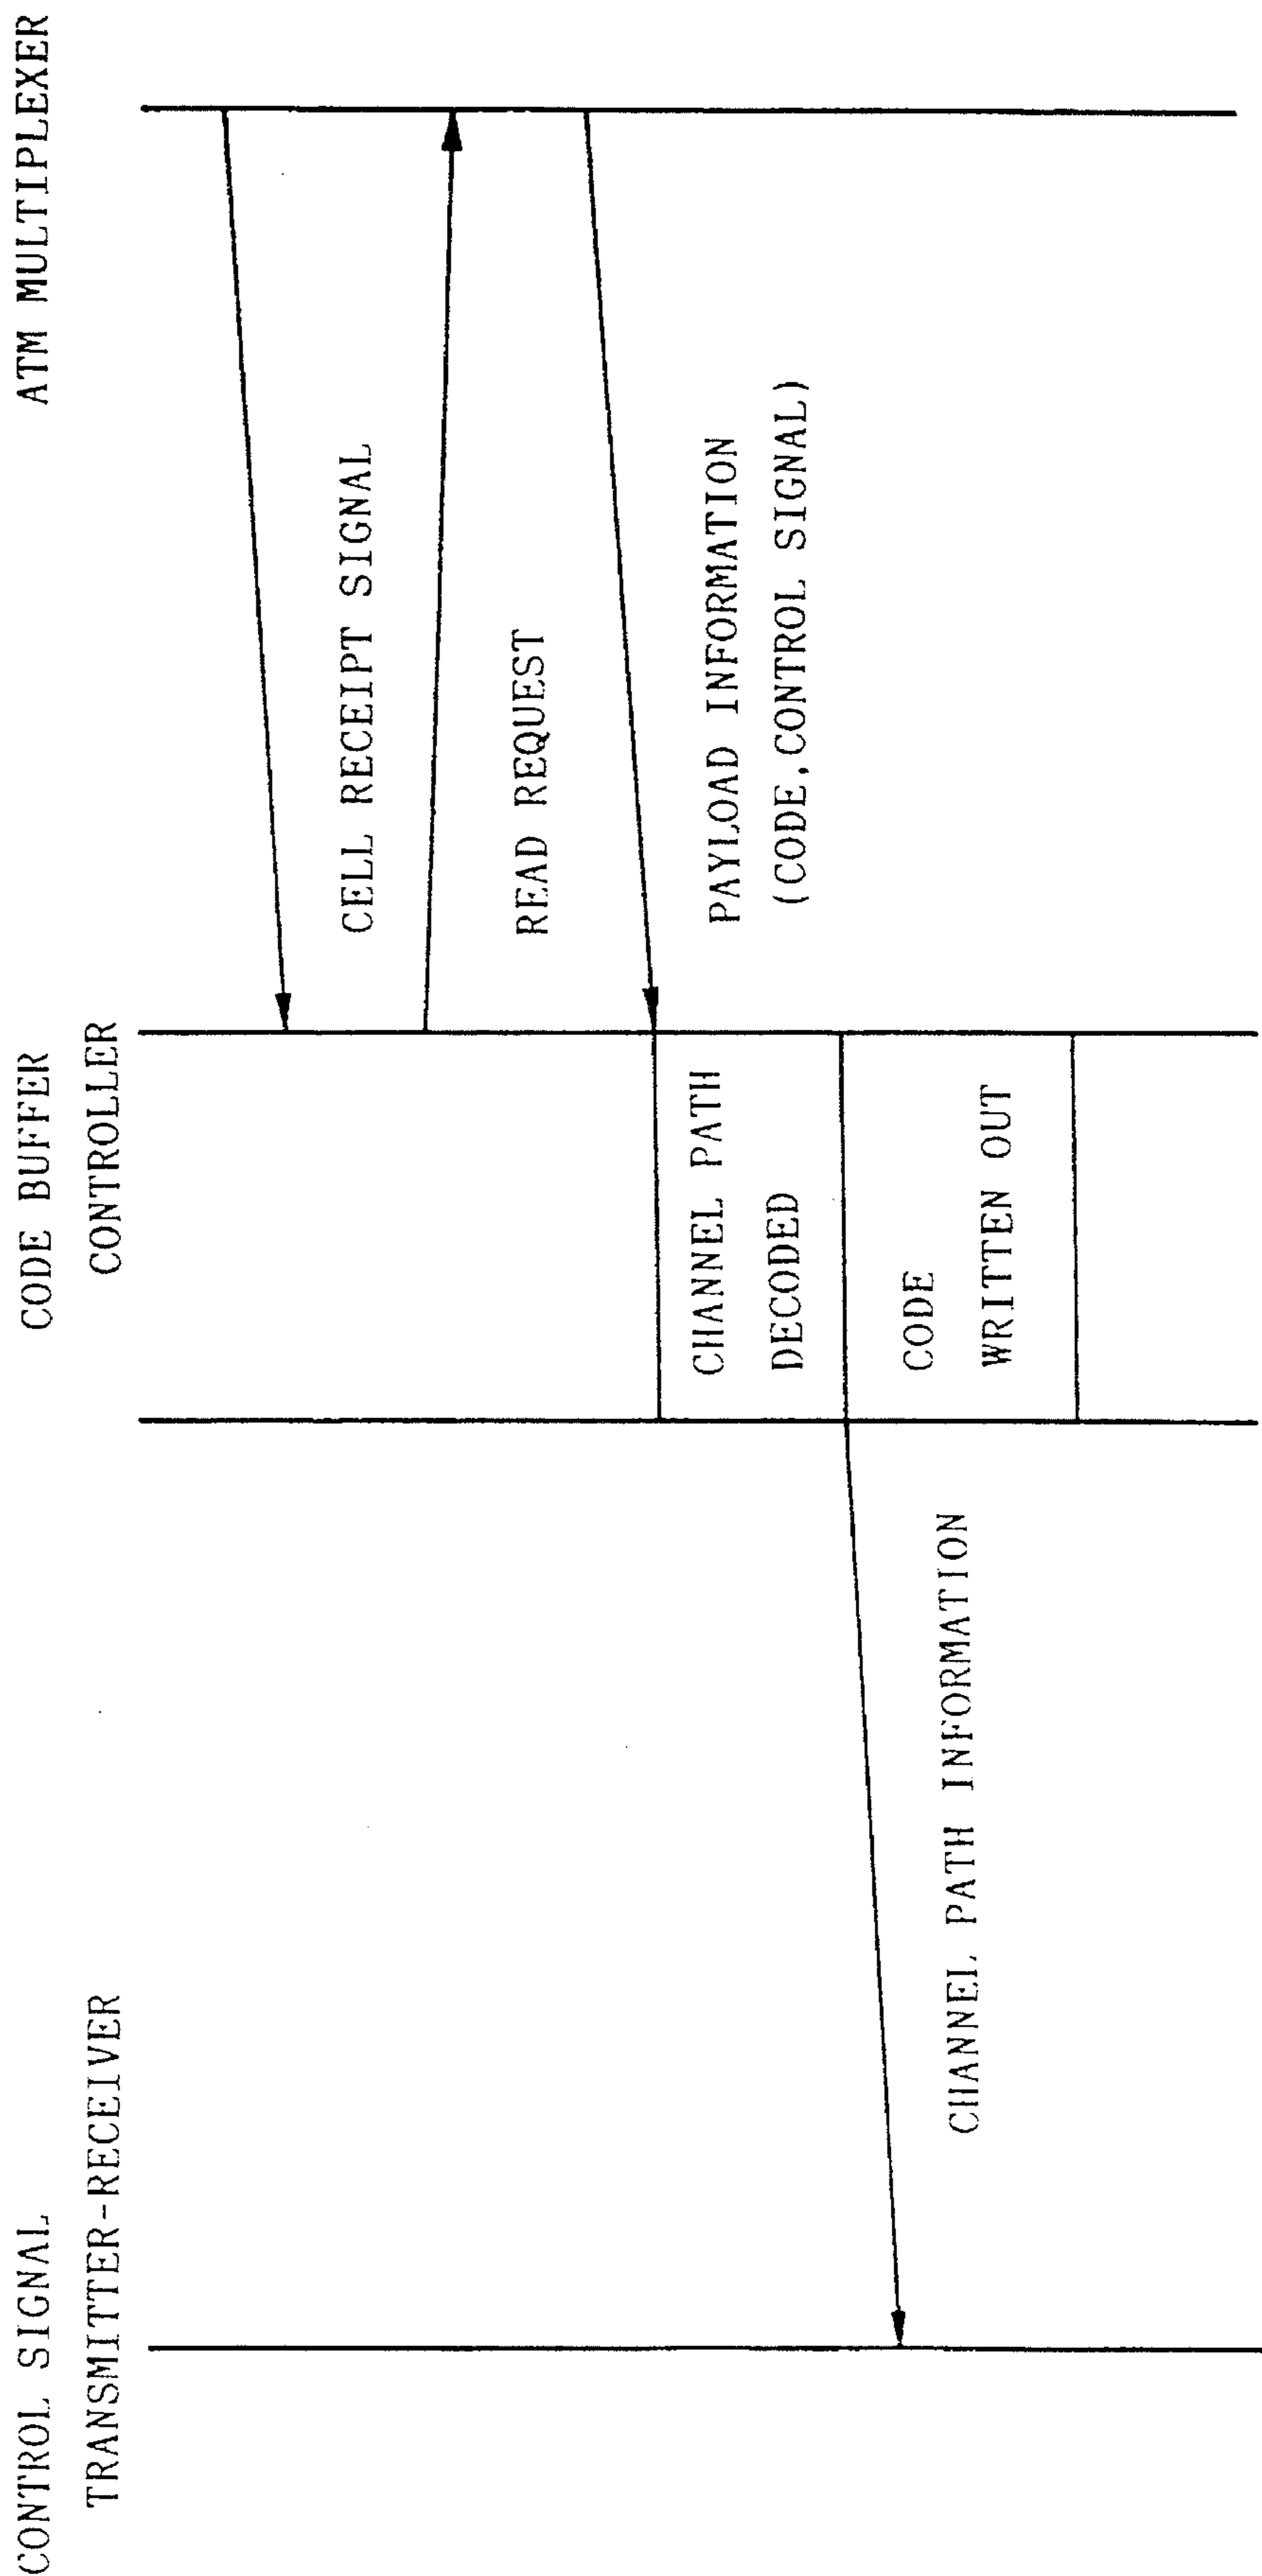 CONTROL SIGNAL
TRANSMITTER-RECEIVER
CODE BUFFER
CONTROLLER
ATM MULTIPLEXER
CELL RECEIPT SIGNAL
READ REQUEST
PAYLOAD INFORMATION
(CODE,CONTROL SIGNAL)
CHANNEL PATH
DECODED
CODE
WRITTEN OUT
CHANNEL PATH INFORMATION